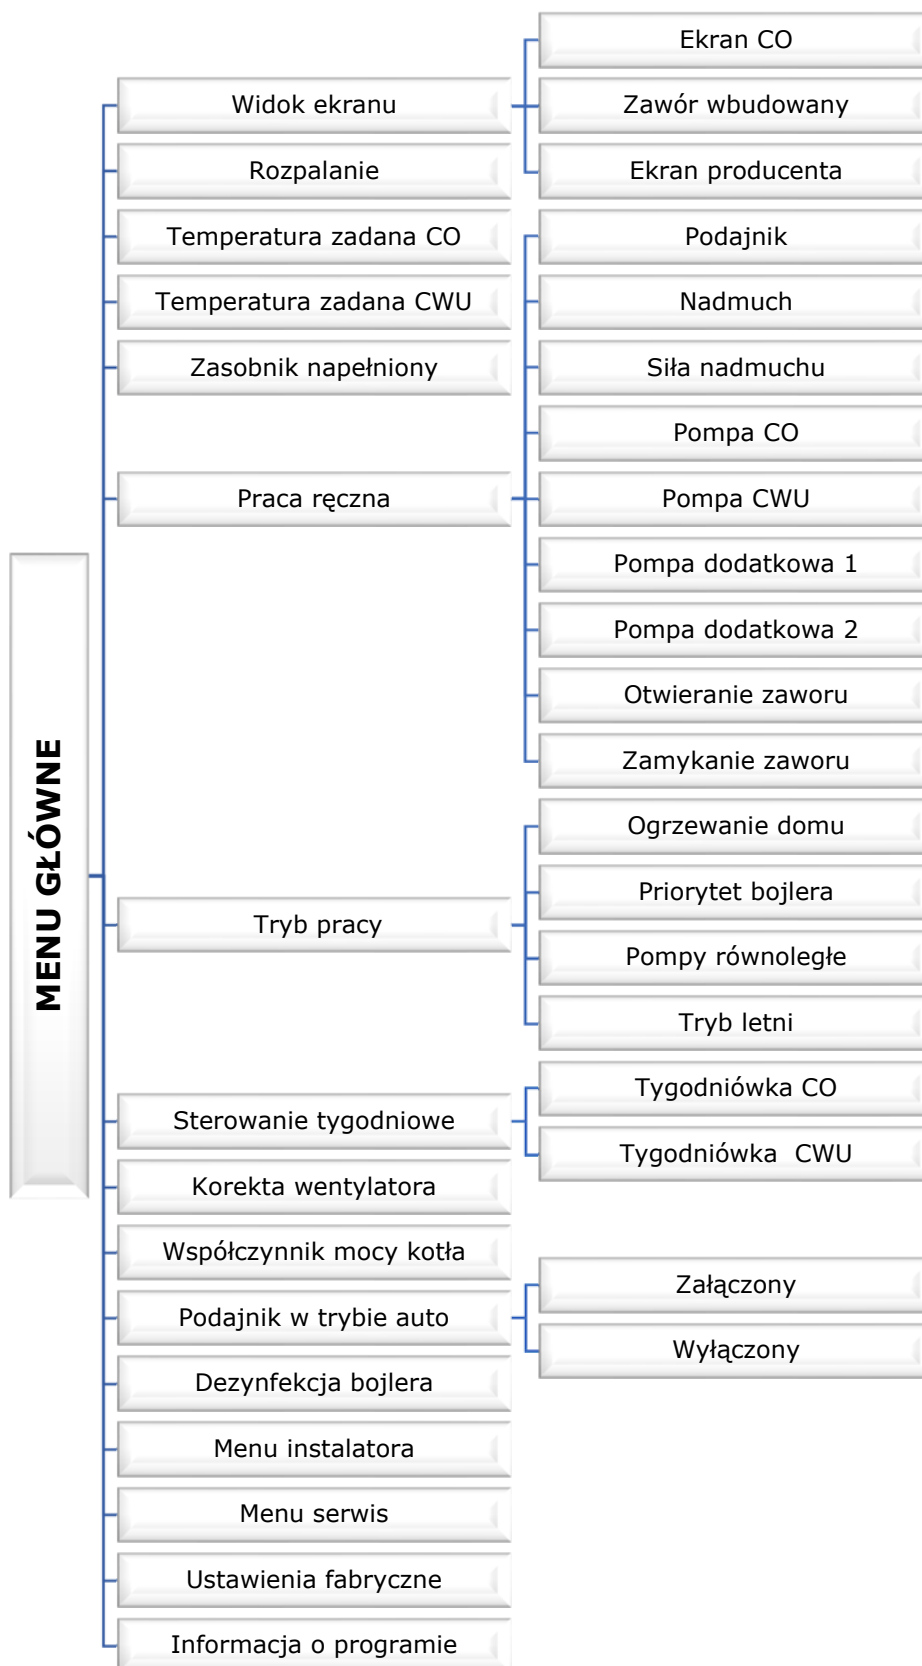 MENU GŁÓWNE
Widok ekranu
Ekran CO
Zawór wbudowany
Ekran producenta
Rozpalanie
Temperatura zadana CO
Temperatura zadana CWU
Zasobnik napełniony
Praca ręczna
Podajnik
Nadmuch
Siła nadmuchu
Pompa CO
Pompa CWU
Pompa dodatkowa 1
Pompa dodatkowa 2
Otwieranie zaworu
Zamykanie zaworu
Tryb pracy
Ogrzewanie domu
Priorytet bojlera
Pompy równoległe
Tryb letni
Sterowanie tygodniowe
Tygodniówka CO
Tygodniówka  CWU
Korekta wentylatora
Współczynnik mocy kotła
Podajnik w trybie auto
Załączony
Wyłączony
Dezynfekcja bojlera
Menu instalatora
Menu serwis
Ustawienia fabryczne
Informacja o programie